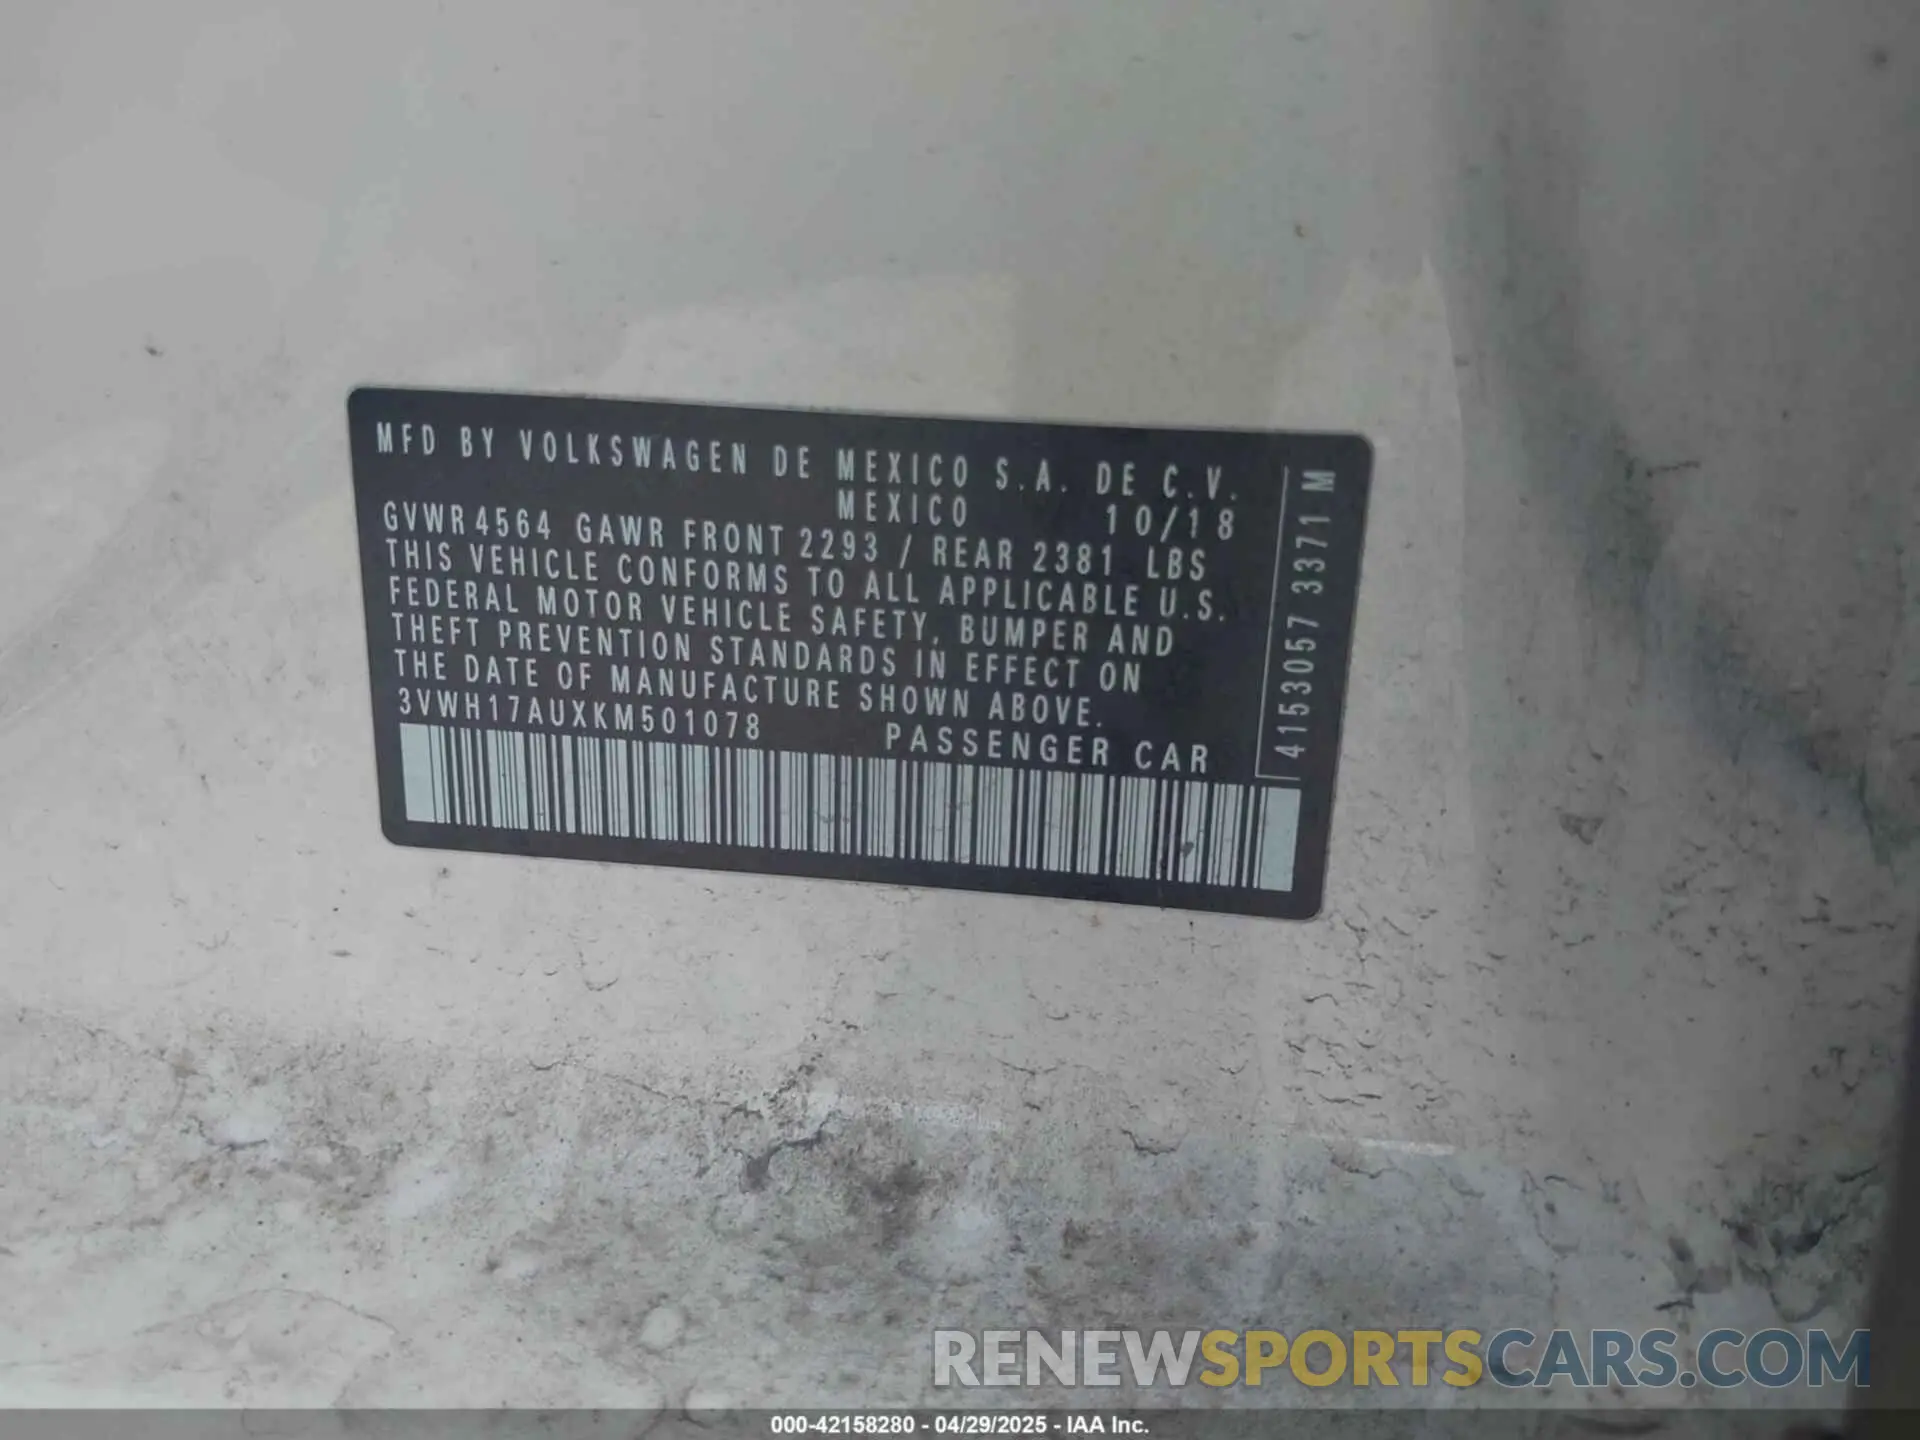 MFD BY VOLKSWAGEN DE MEXICO S.A. DE C.V.
MEXICO 10/18
GVWR 4564 GAWR FRONT 2293 / REAR 2381 LBS
THIS VEHICLE CONFORMS TO ALL APPLICABLE U.S.
FEDERAL MOTOR VEHICLE SAFETY, BUMPER AND
THEFT PREVENTION STANDARDS IN EFFECT ON
THE DATE OF MANUFACTURE SHOWN ABOVE.
3VWH17AUXKM501078 PASSENGER CAR
4153057 3371 M
RENEWSPORTSCARS.COM
000-42158280 - 04/29/2025 - IAA Inc.